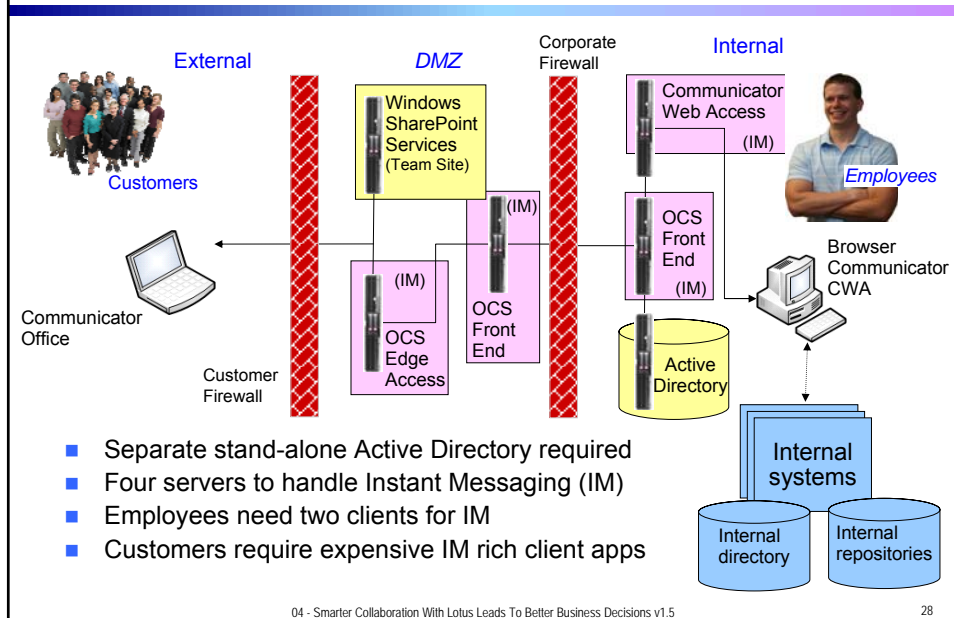 External
DMZ
Corporate
Firewall
Internal
Customers
Windows
SharePoint
Services
(Team Site)
Communicator
Web Access
(IM)
Employees
(IM)
OCS
Front
End
OCS
Front
End
(IM)
(IM)
OCS
Edge
Access
Browser
Communicator
CWA
Communicator
Office
Customer
Firewall
Active
Directory
Internal
systems
Internal
directory
Internal
repositories
Separate stand-alone Active Directory required
Four servers to handle Instant Messaging (IM)
Employees need two clients for IM
Customers require expensive IM rich client apps
04 - Smarter Collaboration With Lotus Leads To Better Business Decisions v1.5
28